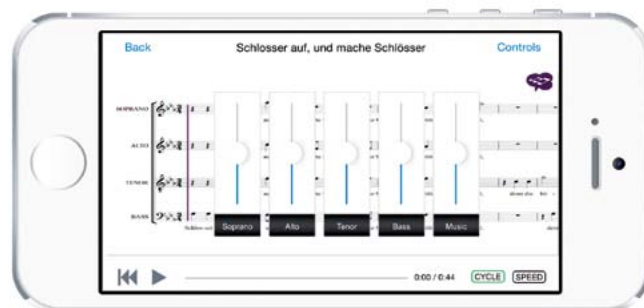 Back Schlosser auf, und mache Schlösser Controls
SOPRANO
ALTO
TENOR
BASS
Soprano Alto Tenor Bass Music
0:00 / 0:44 CYCLE SPEED